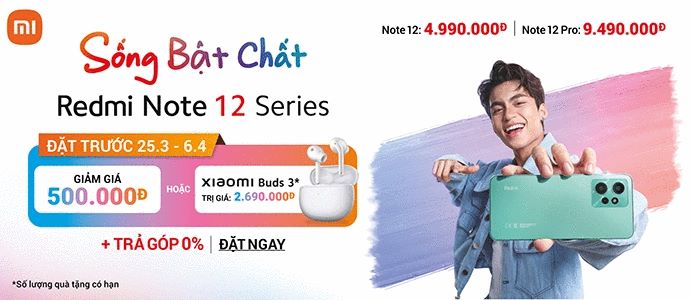 mi
Note 12: 4.990.000Đ | Note 12 Pro: 9.490.000Đ
Sống Bật Chất
Redmi Note 12 Series
ĐẶT TRƯỚC 25.3 - 6.4
GIẢM GIÁ
500.000Đ
HOẶC
XIAOMI Buds 3*
TRỊ GIÁ: 2.690.000Đ
+ TRẢ GÓP 0% | ĐẶT NGAY
*Số lượng quà tặng có hạn
Redmi